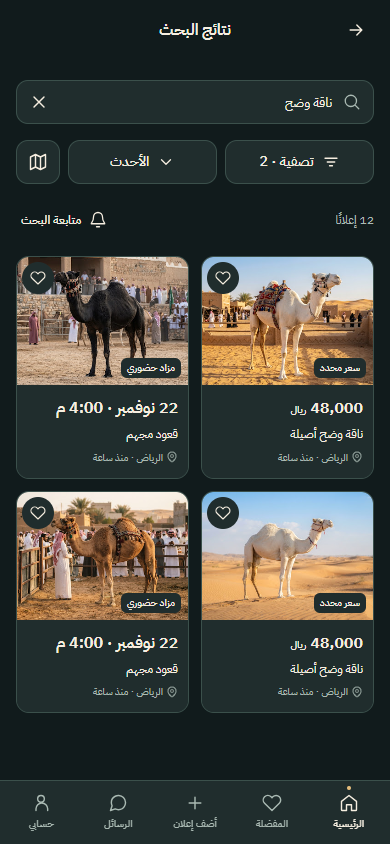 نتائج البحث
ناقة وضح
تصفية · 2
الأحدث
12 إعلانًا
متابعة البحث
سعر محدد
48,000 ريال
ناقة وضح أصيلة
الرياض · منذ ساعة
مزاد حضوري
22 نوفمبر · 4:00 م
قعود مجهم
الرياض · منذ ساعة
سعر محدد
48,000 ريال
ناقة وضح أصيلة
الرياض · منذ ساعة
مزاد حضوري
22 نوفمبر · 4:00 م
قعود مجهم
الرياض · منذ ساعة
الرئيسية
المفضلة
أضف إعلان
الرسائل
حسابي